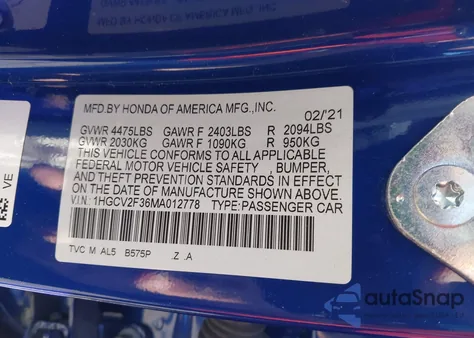 MFD.BY HONDA OF AMERICA MFG.,INC.
02/'21
GVWR 4475LBS GAWR F 2403LBS R 2094LBS
GVWR 2030KG GAWR F 1090KG R 950KG
THIS VEHICLE CONFORMS TO ALL APPLICABLE
FEDERAL MOTOR VEHICLE SAFETY , BUMPER,
AND THEFT PREVENTION STANDARDS IN EFFECT
ON THE DATE OF MANUFACTURE SHOWN ABOVE.
V.I.N: 1HGCV2F36MA012778 TYPE:PASSENGER CAR
TVC M AL5 B575P .Z .A
VE
autoSnap